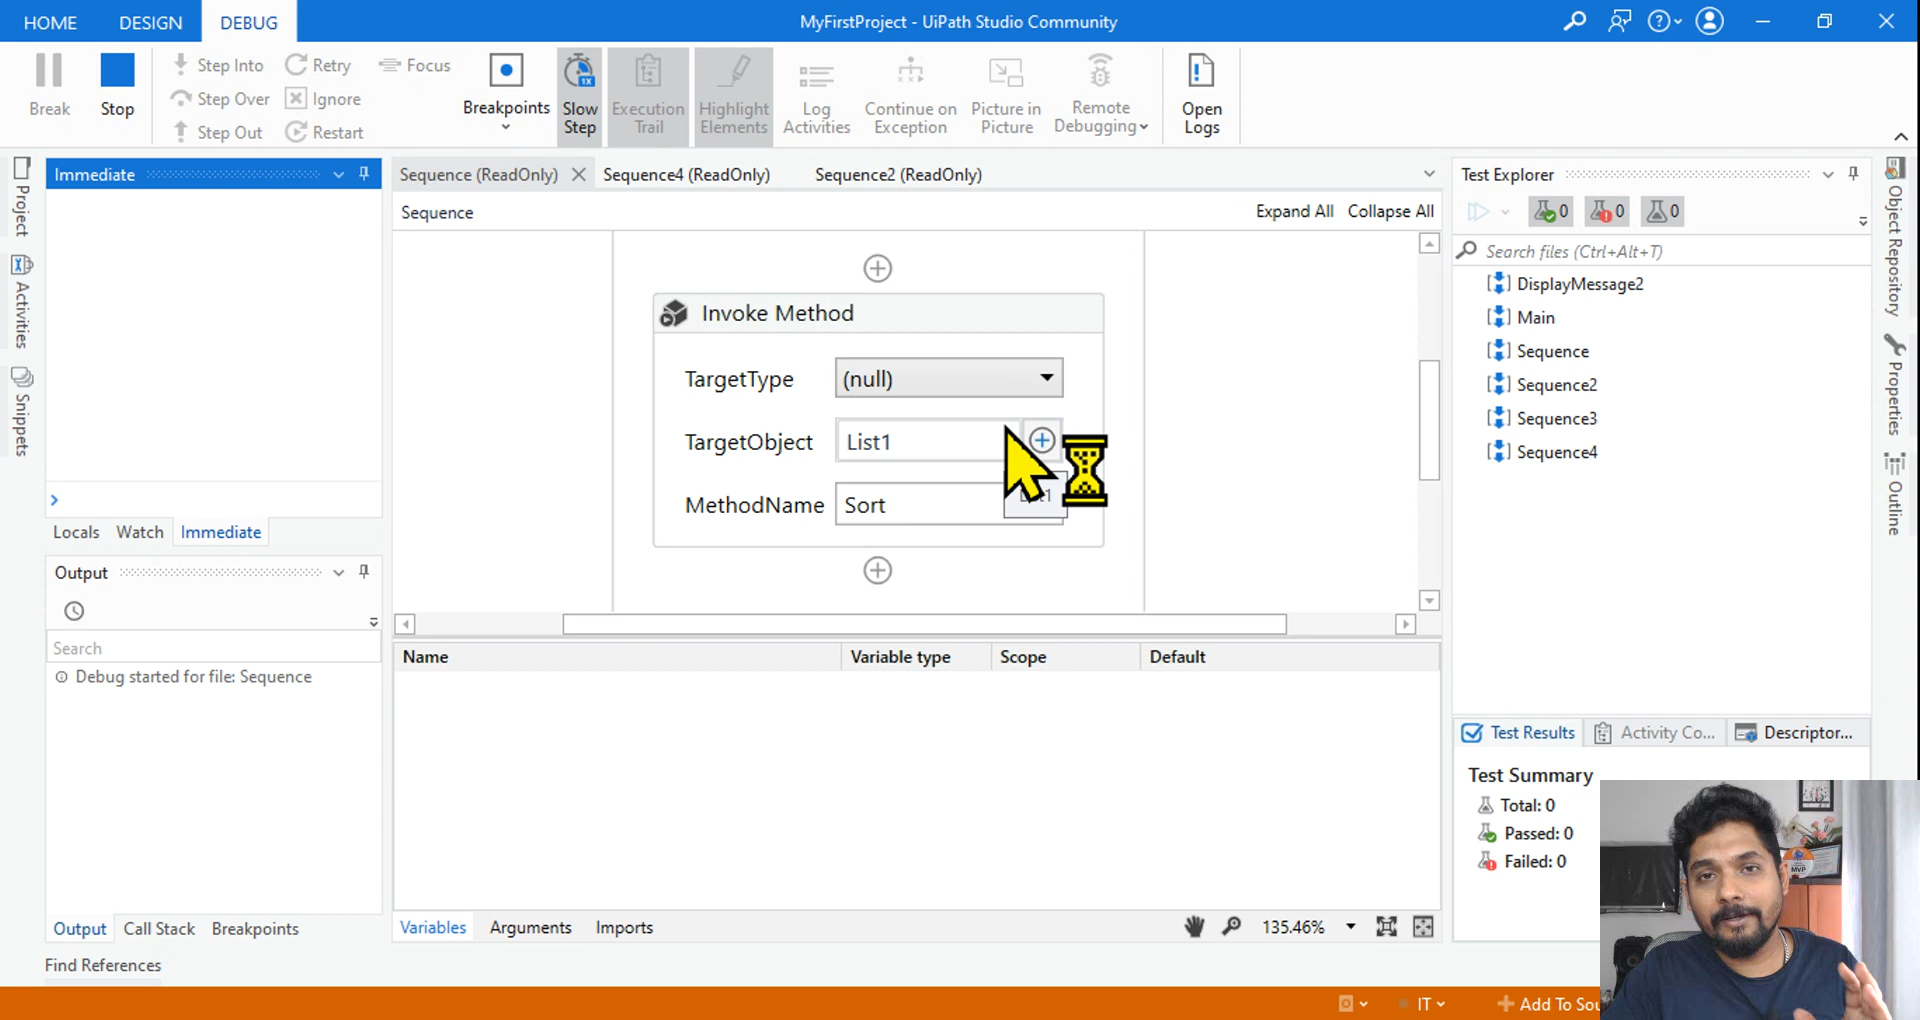 HOME DESIGN DEBUG MyFirstProject - UiPath Studio Community
Break Stop
Step Into Retry Focus
Step Over Ignore
Step Out Restart
Breakpoints
Slow Step
1X
Execution Trail
Highlight Elements
Log Activities
Continue on Exception
Picture in Picture
Remote Debugging
Open Logs
Project
Activities
Snippets
Immediate
Locals Watch Immediate
Output
Search
Debug started for file: Sequence
Output Call Stack Breakpoints
Find References
Sequence (ReadOnly) Sequence4 (ReadOnly) Sequence2 (ReadOnly)
Sequence Expand All Collapse All
Invoke Method
TargetType (null)
TargetObject List1
MethodName Sort
Name Variable type Scope Default
Variables Arguments Imports 135.46%
Test Explorer
0 0 0
Search files (Ctrl+Alt+T)
DisplayMessage2
Main
Sequence
Sequence2
Sequence3
Sequence4
Test Results Activity Co... Descriptor...
Test Summary
Total: 0
Passed: 0
Failed: 0
Object Repository
Properties
Outline
MVP
IT Add To